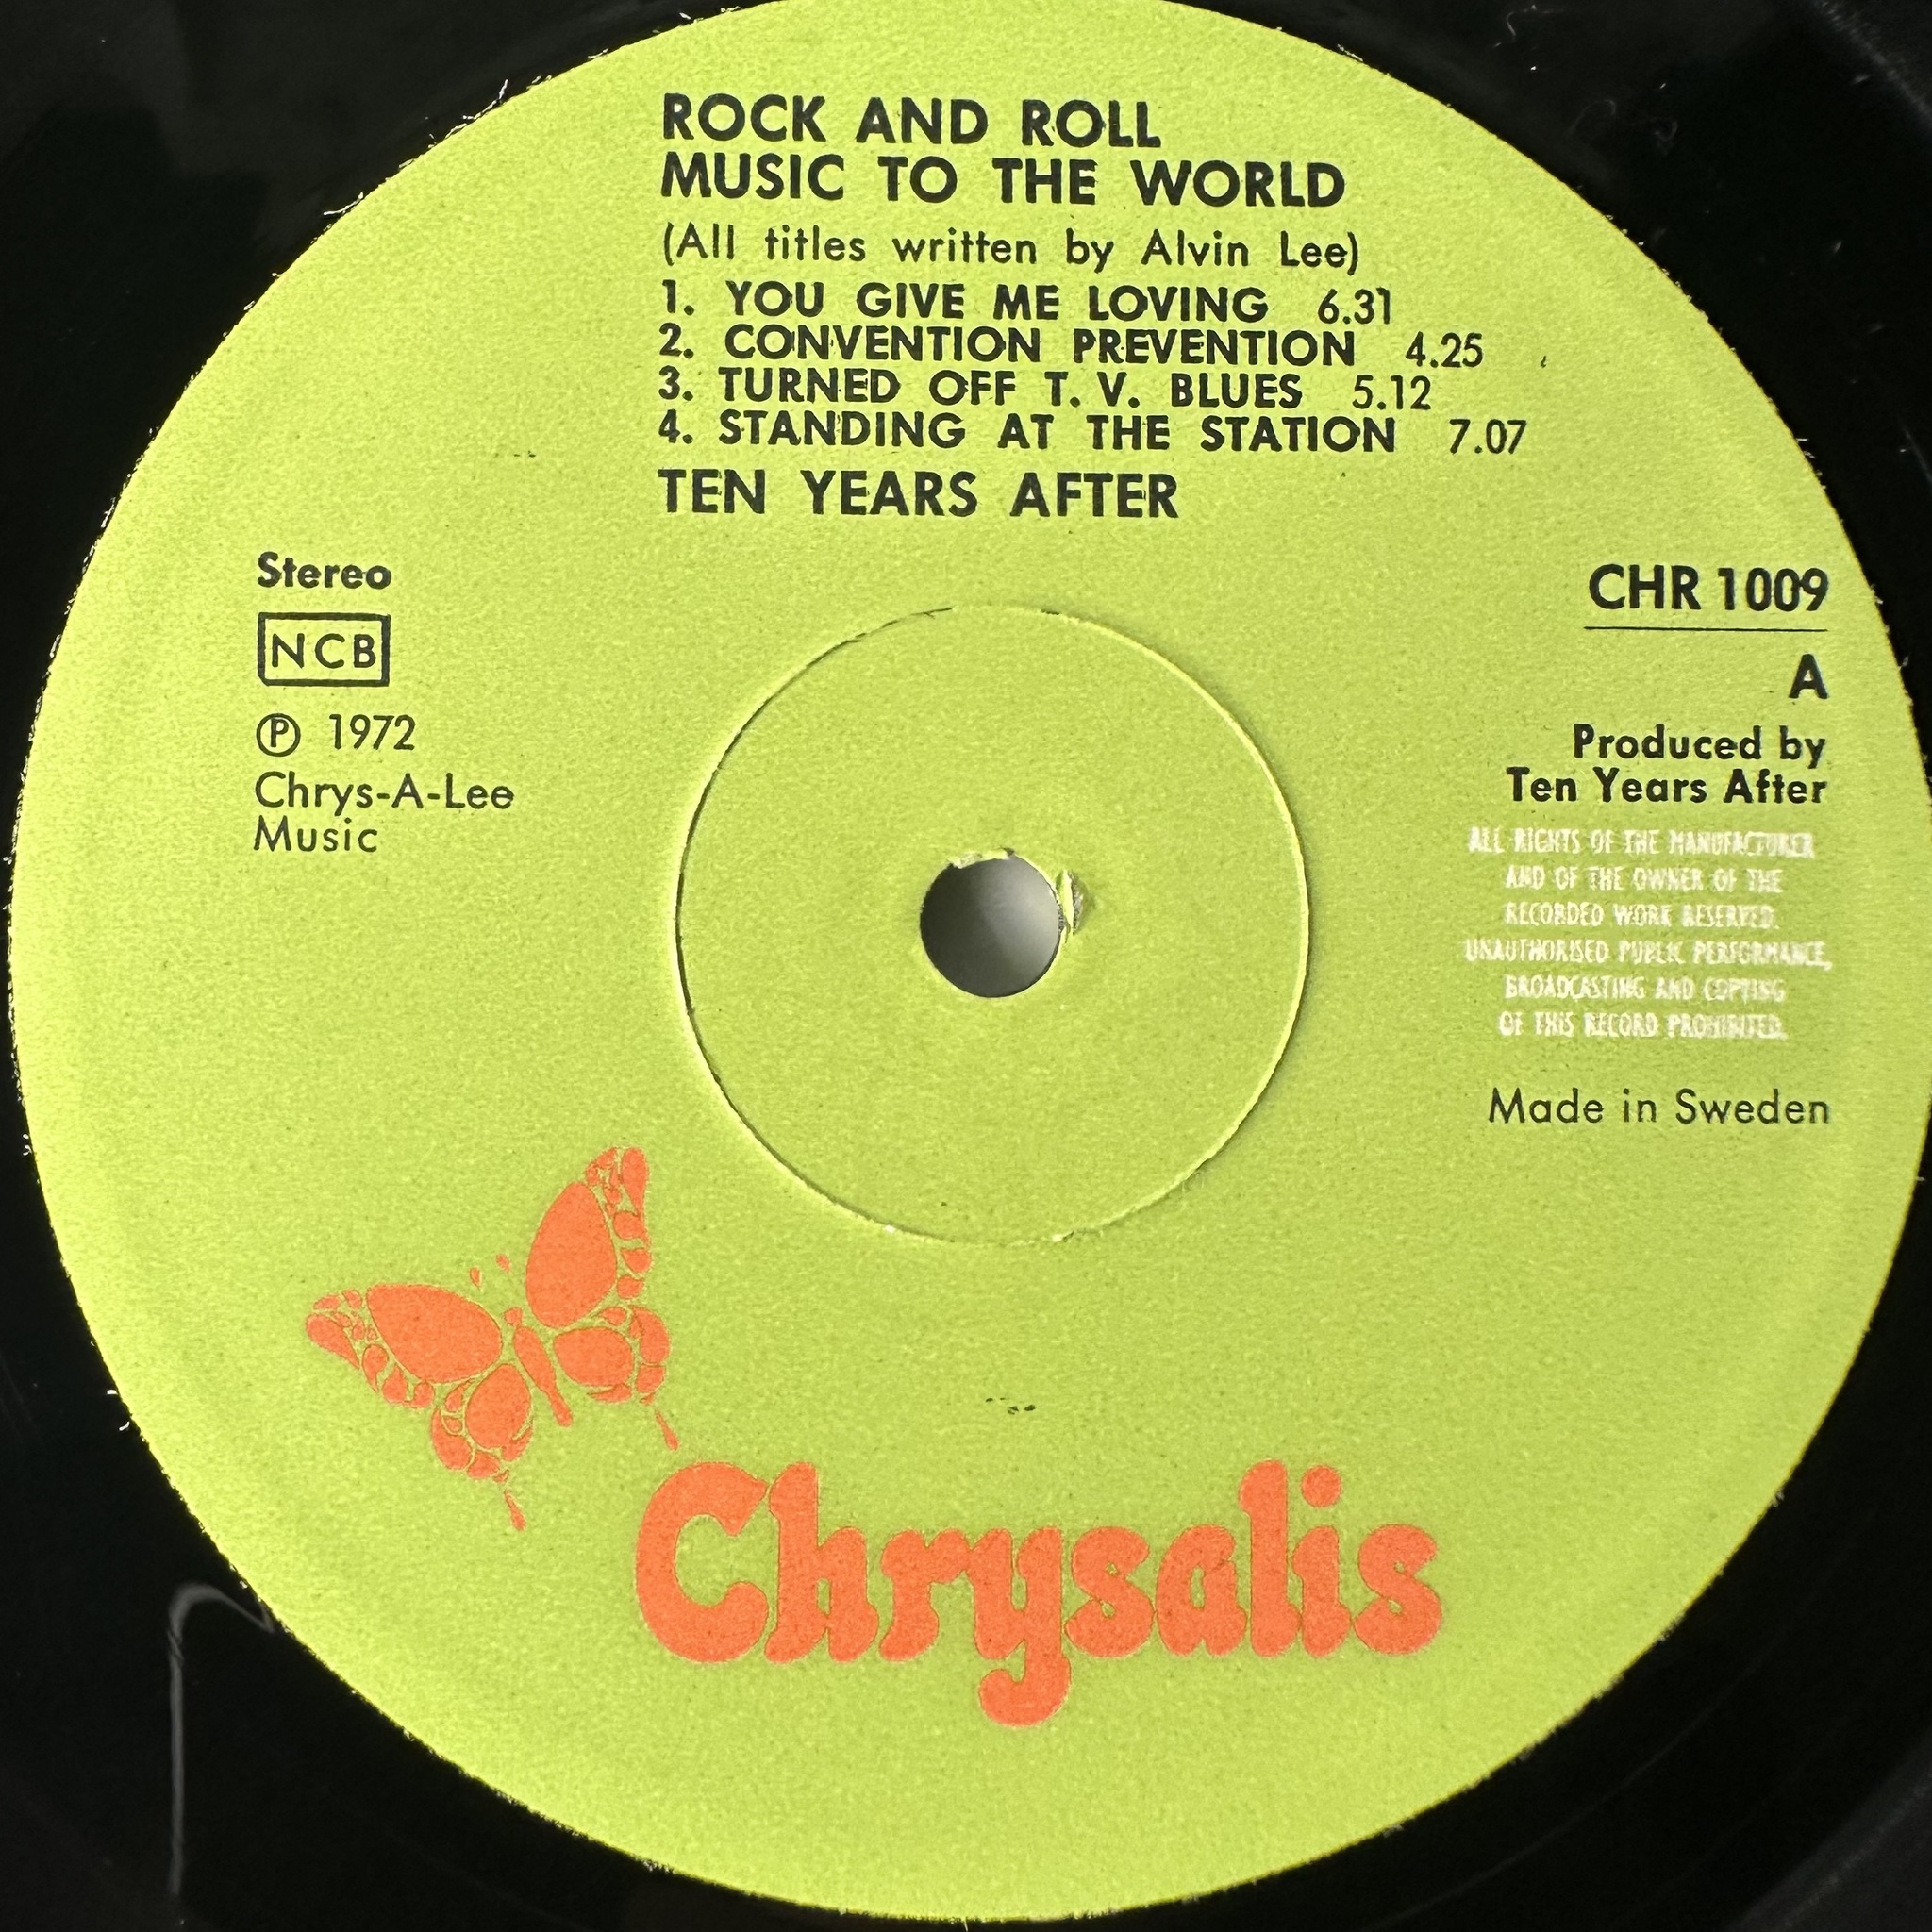 ROCK AND ROLL
MUSIC TO THE WORLD
(All titles written by Alvin Lee)
1. YOU GIVE ME LOVING 6.31
2. CONVENTION PREVENTION 4.25
3. TURNED OFF T. V. BLUES 5.12
4. STANDING AT THE STATION 7.07
TEN YEARS AFTER
Stereo
NCB
Ⓟ 1972
Chrys-A-Lee
Music
CHR 1009
A
Produced by
Ten Years After
ALL RIGHTS OF THE MANUFACTURER
AND OF THE OWNER OF THE
RECORDED WORK RESERVED.
UNAUTHORISED PUBLIC PERFORMANCE,
BROADCASTING AND COPYING
OF THIS RECORD PROHIBITED.
Made in Sweden
Chrysalis